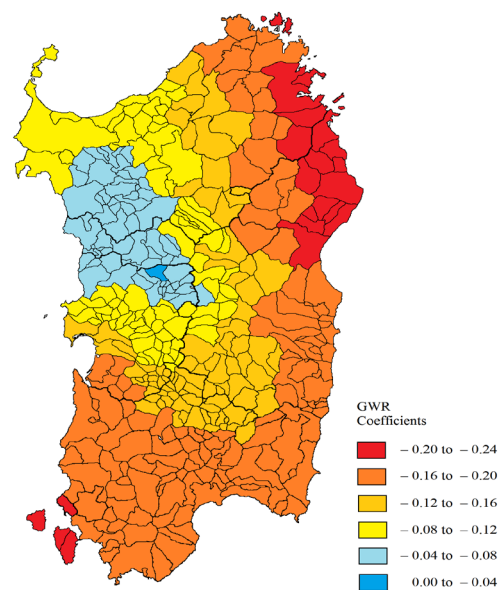 GWR
Coefficients
– 0.20 to – 0.24
– 0.16 to – 0.20
– 0.12 to – 0.16
– 0.08 to – 0.12
– 0.04 to – 0.08
0.00 to – 0.04